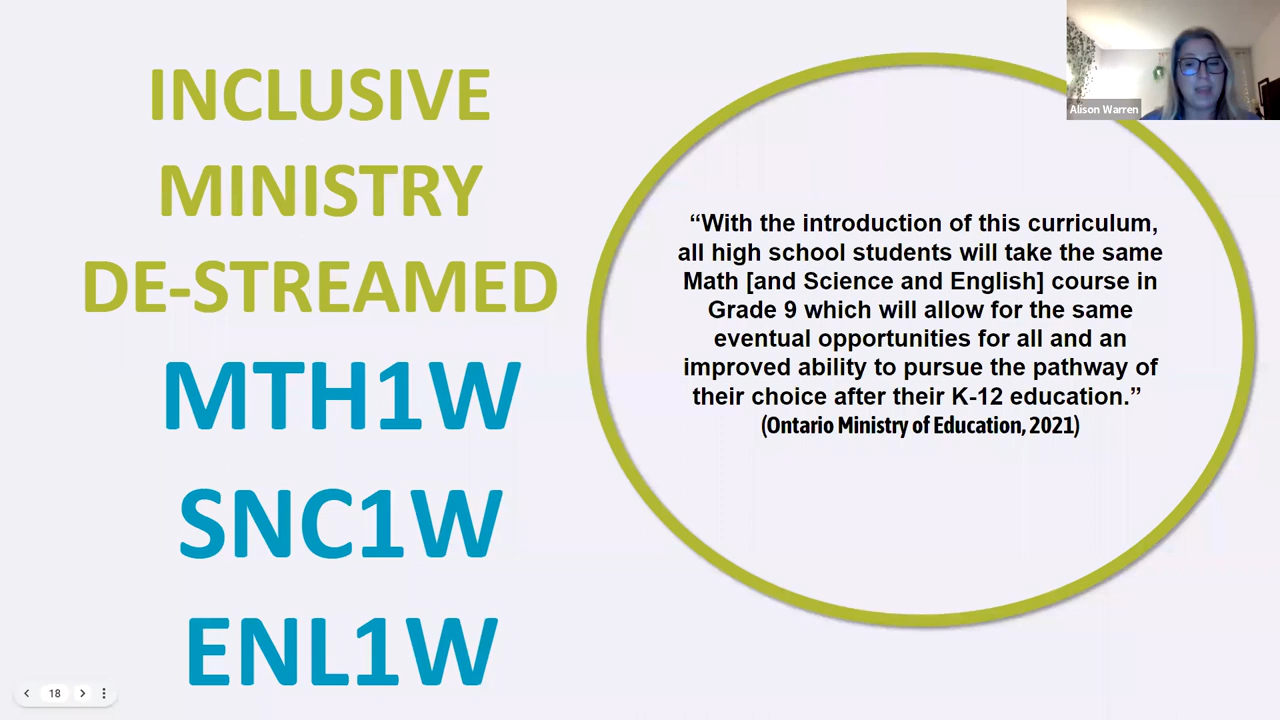 INCLUSIVE
MINISTRY
DE-STREAMED
MTH1W
SNC1W
ENL1W
“With the introduction of this curriculum,
all high school students will take the same
Math [and Science and English] course in
Grade 9 which will allow for the same
eventual opportunities for all and an
improved ability to pursue the pathway of
their choice after their K-12 education.”
(Ontario Ministry of Education, 2021)
Alison Warren
18